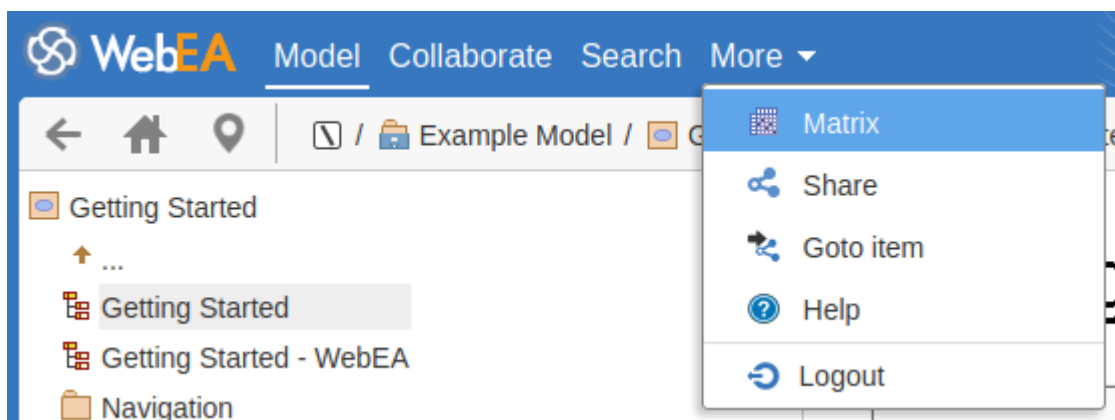 WebEA Model Collaborate Search More
/ Example Model /
Matrix
Share
Goto item
Help
Logout
Getting Started
...
Getting Started
Getting Started - WebEA
Navigation